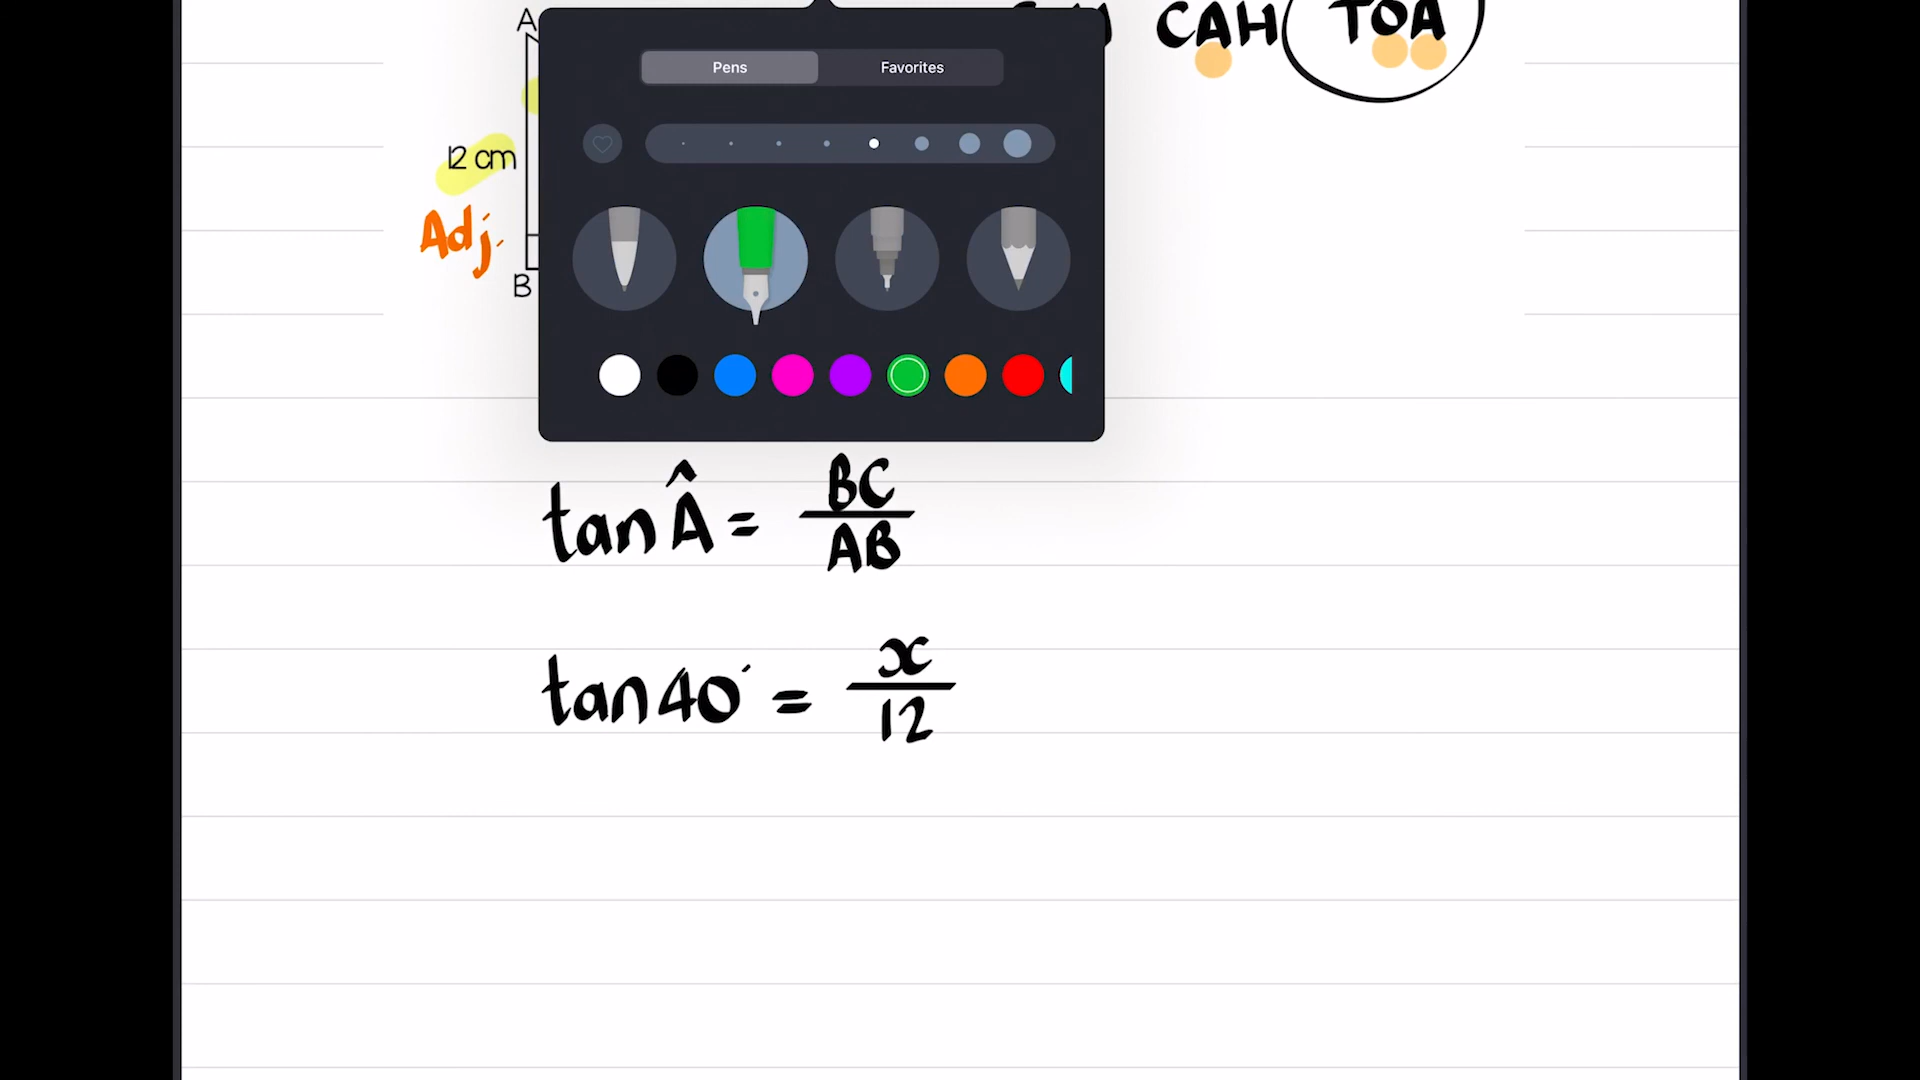 A
CAH TOA
Pens Favorites
12 cm
Adj.
B
tan Â = BC
AB
tan 40° = x
12